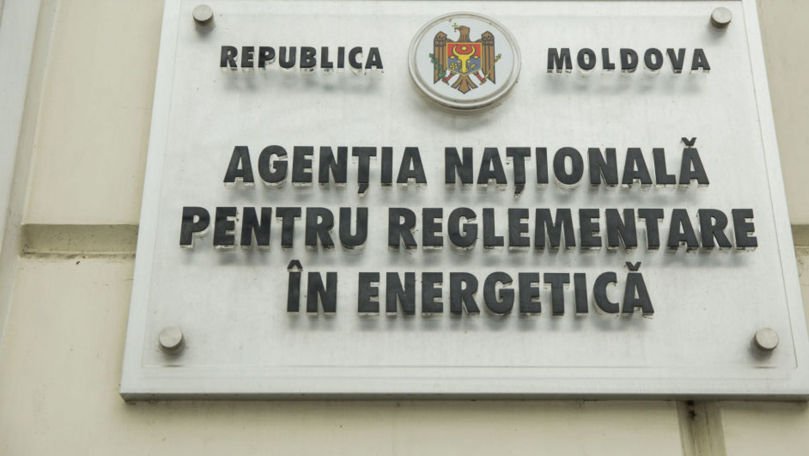 REPUBLICA MOLDOVA
AGENȚIA NAȚIONALĂ
PENTRU REGLEMENTARE
ÎN ENERGETICĂ